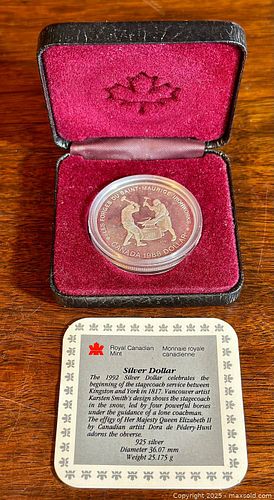 LES FORGES DU SAINT-MAURICE IRONWORKS
CANADA 1988 DOLLAR
Royal Canadian Mint
Monnaie royale canadienne
Silver Dollar
The 1992 Silver Dollar celebrates the
beginning of the stagecoach service between
Kingston and York in 1817. Vancouver artist
Karsten Smith's design shows the stagecoach
in the snow, led by four powerful horses
under the guidance of a lone coachman.
The effigy of Her Majesty Queen Elizabeth II
by Canadian artist Dora de Pédery-Hunt
adorns the obverse.
.925 silver
Diameter 36.07 mm
Weight 25.175 g
Copyright 2025 - maxsold.com